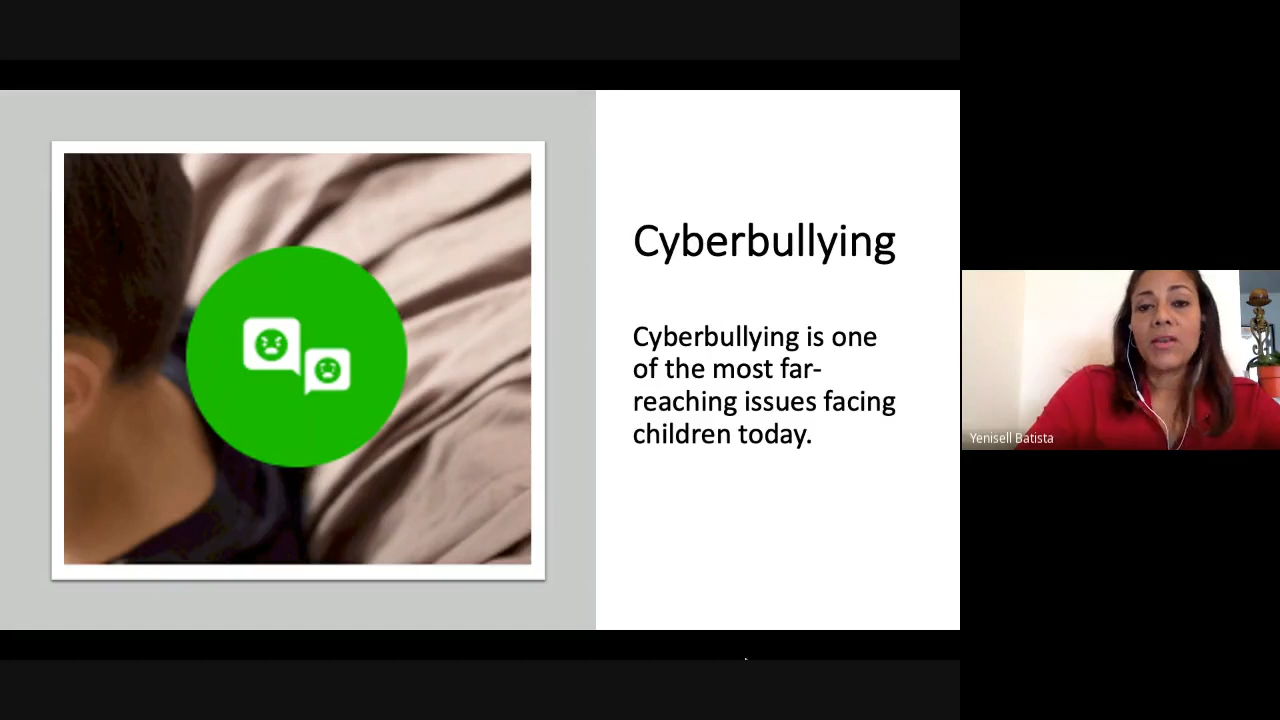 Cyberbullying
Cyberbullying is one
of the most far-
reaching issues facing
children today.
Yenisell Batista